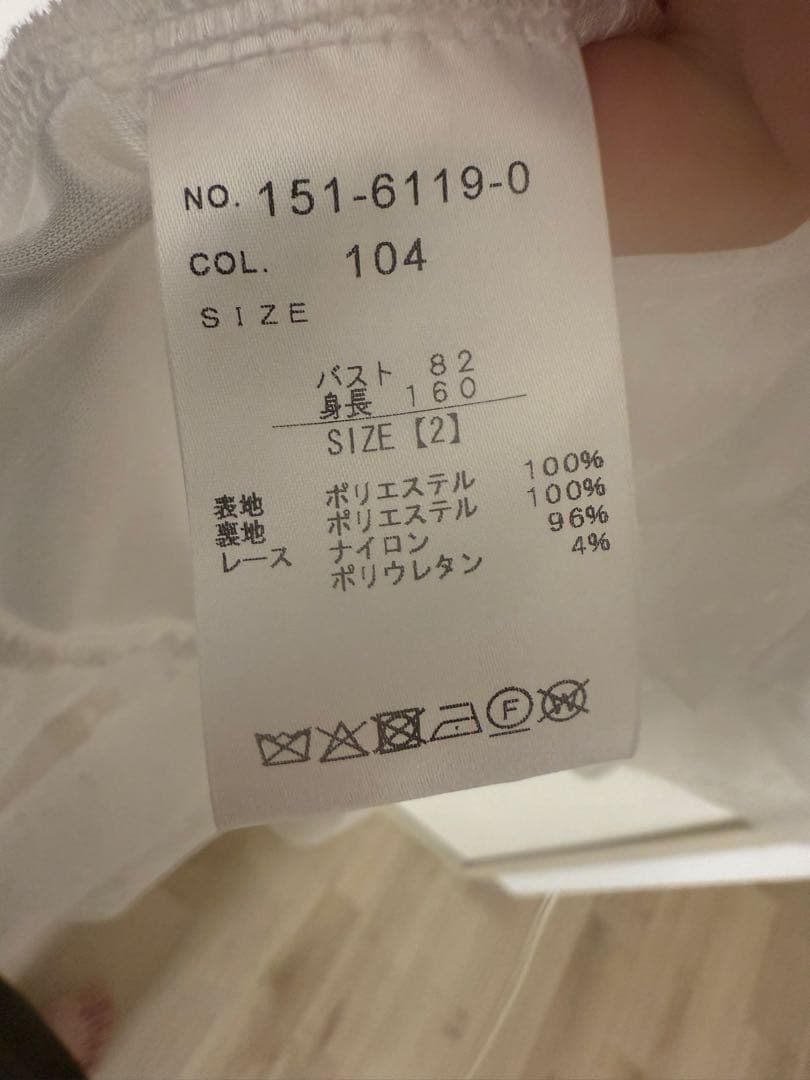 NO. 151-6119-0
COL. 104
SIZE
バスト 82
身長 160
SIZE【2】
表地 ポリエステル 100%
裏地 ポリエステル 100%
レース ナイロン 96%
ポリウレタン 4%
F
W